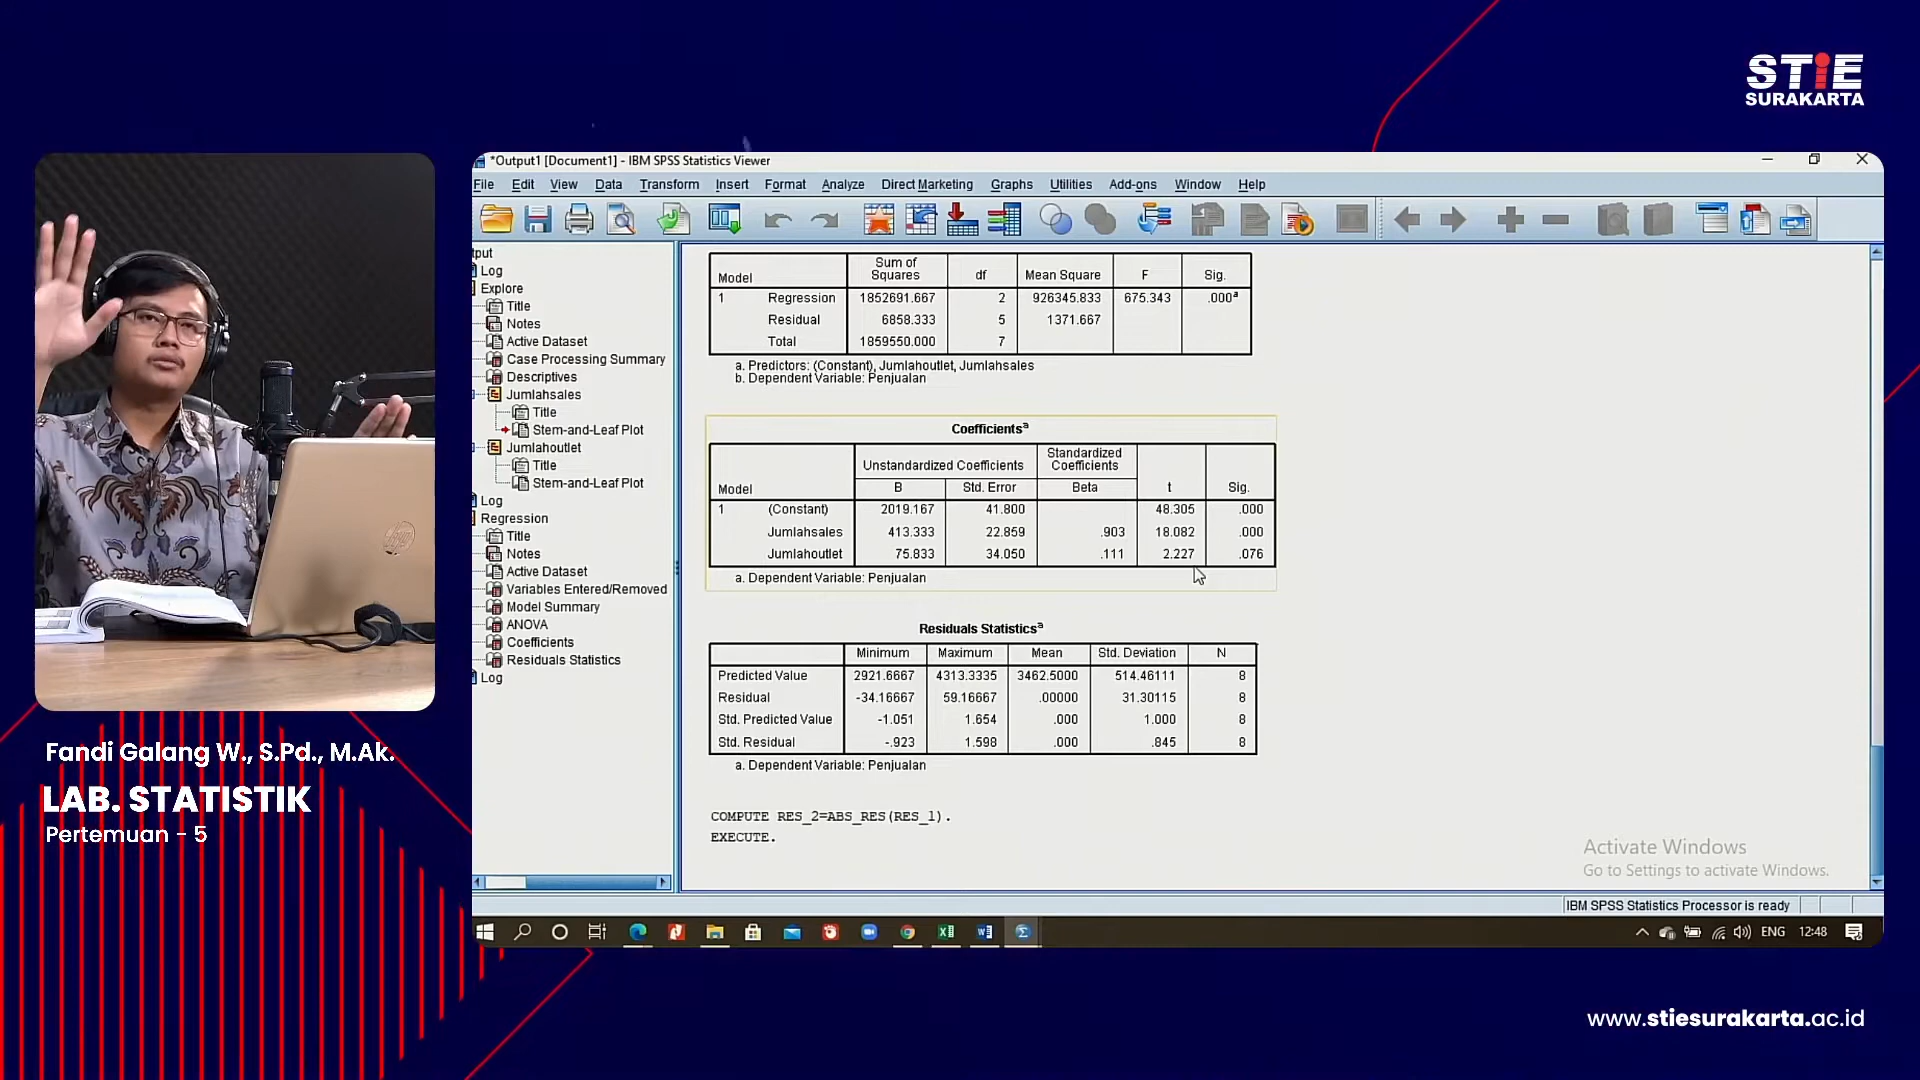 STiE
SURAKARTA
*Output1 [Document1] - IBM SPSS Statistics Viewer
File Edit View Data Transform Insert Format Analyze Direct Marketing Graphs Utilities Add-ons Window Help
tput
Log
Explore
Title
Notes
Active Dataset
Case Processing Summary
Descriptives
Jumlahsales
Title
Stem-and-Leaf Plot
Jumlahoutlet
Title
Stem-and-Leaf Plot
Log
Regression
Title
Notes
Active Dataset
Variables Entered/Removed
Model Summary
ANOVA
Coefficients
Residuals Statistics
Log
Model Sum of Squares df Mean Square F Sig.
1 Regression 1852691.667 2 926345.833 675.343 .000a
Residual 6858.333 5 1371.667
Total 1859550.000 7
a. Predictors: (Constant), Jumlahoutlet, Jumlahsales
b. Dependent Variable: Penjualan
Coefficientsa
Unstandardized Coefficients Standardized Coefficients
Model B Std. Error Beta t Sig.
1 (Constant) 2019.167 41.800 48.305 .000
Jumlahsales 413.333 22.859 .903 18.082 .000
Jumlahoutlet 75.833 34.050 .111 2.227 .076
a. Dependent Variable: Penjualan
Residuals Statisticsa
Minimum Maximum Mean Std. Deviation N
Predicted Value 2921.6667 4313.3335 3462.5000 514.46111 8
Residual -34.16667 59.16667 .00000 31.30115 8
Std. Predicted Value -1.051 1.654 .000 1.000 8
Std. Residual -.923 1.598 .000 .845 8
a. Dependent Variable: Penjualan
COMPUTE RES_2=ABS_RES(RES_1).
EXECUTE.
Activate Windows
Go to Settings to activate Windows.
IBM SPSS Statistics Processor is ready
ENG 12:48
Fandi Galang W., S.Pd., M.Ak.
LAB. STATISTIK
Pertemuan - 5
www.stiesurakarta.ac.id